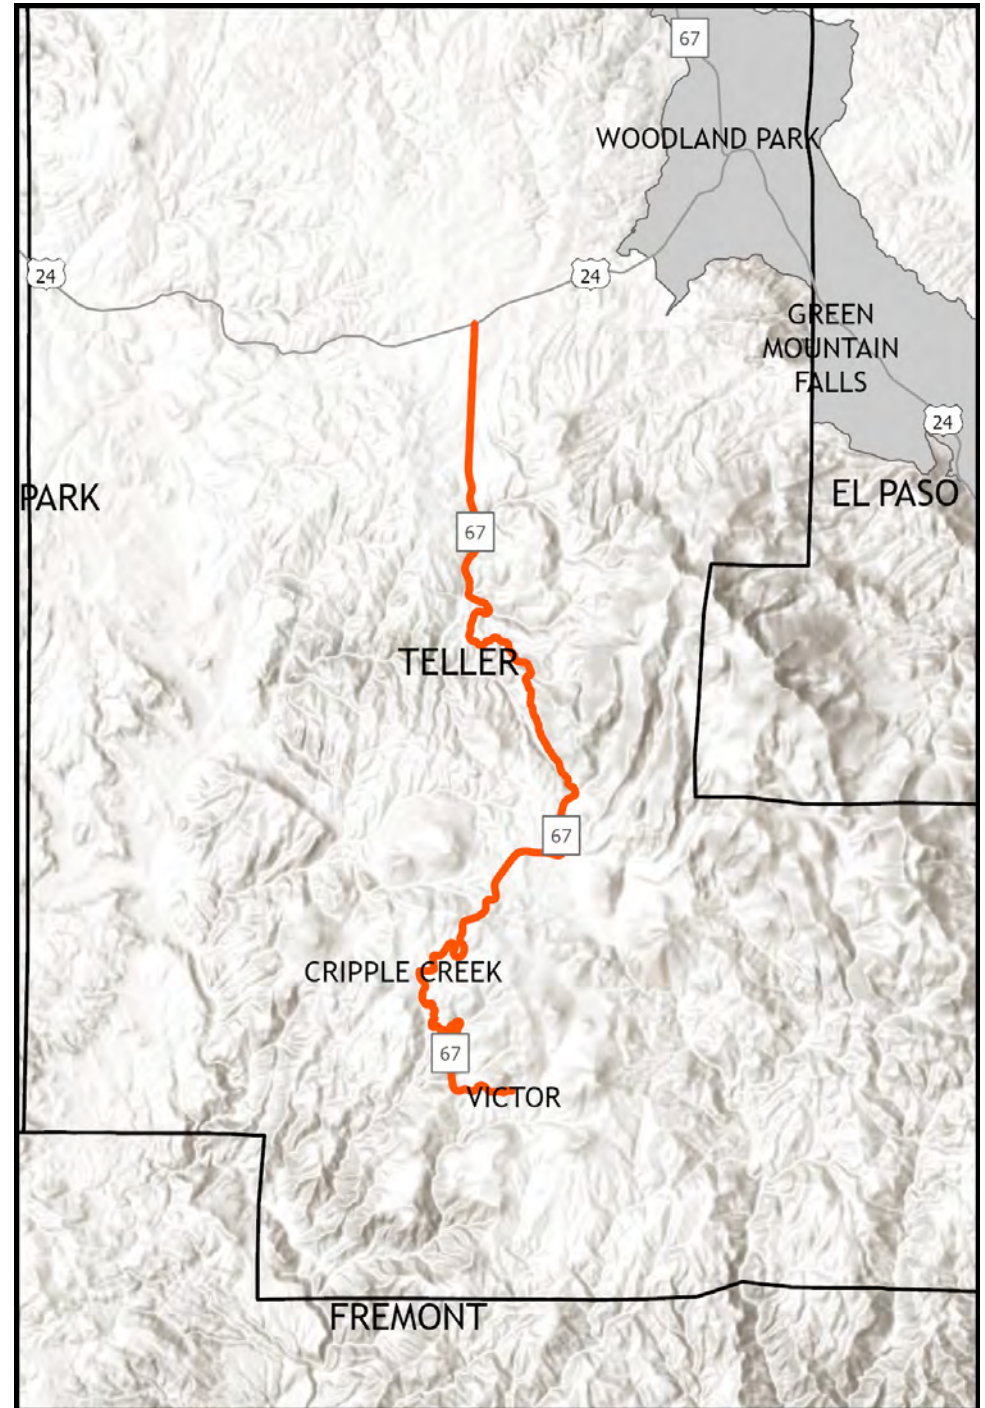 67
WOODLAND PARK
24
24
GREEN
MOUNTAIN
FALLS
24
PARK
EL PASO
67
TELLER
67
CRIPPLE CREEK
67
VICTOR
FREMONT